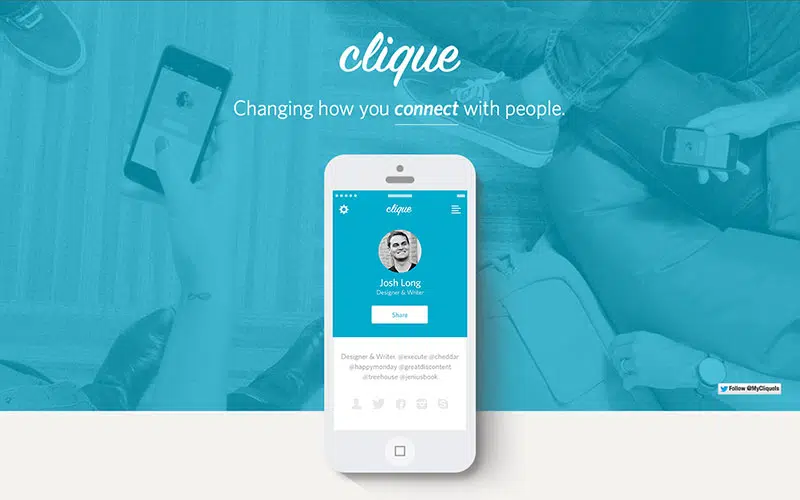 clique
Changing how you connect with people.
clique
Josh Long
Designer & Writer
Share
Designer & Writer. @execute @cheddar
@happymonday @greatdiscontent
@treehouse @jeniusbook.
Follow @MyCliqueIs